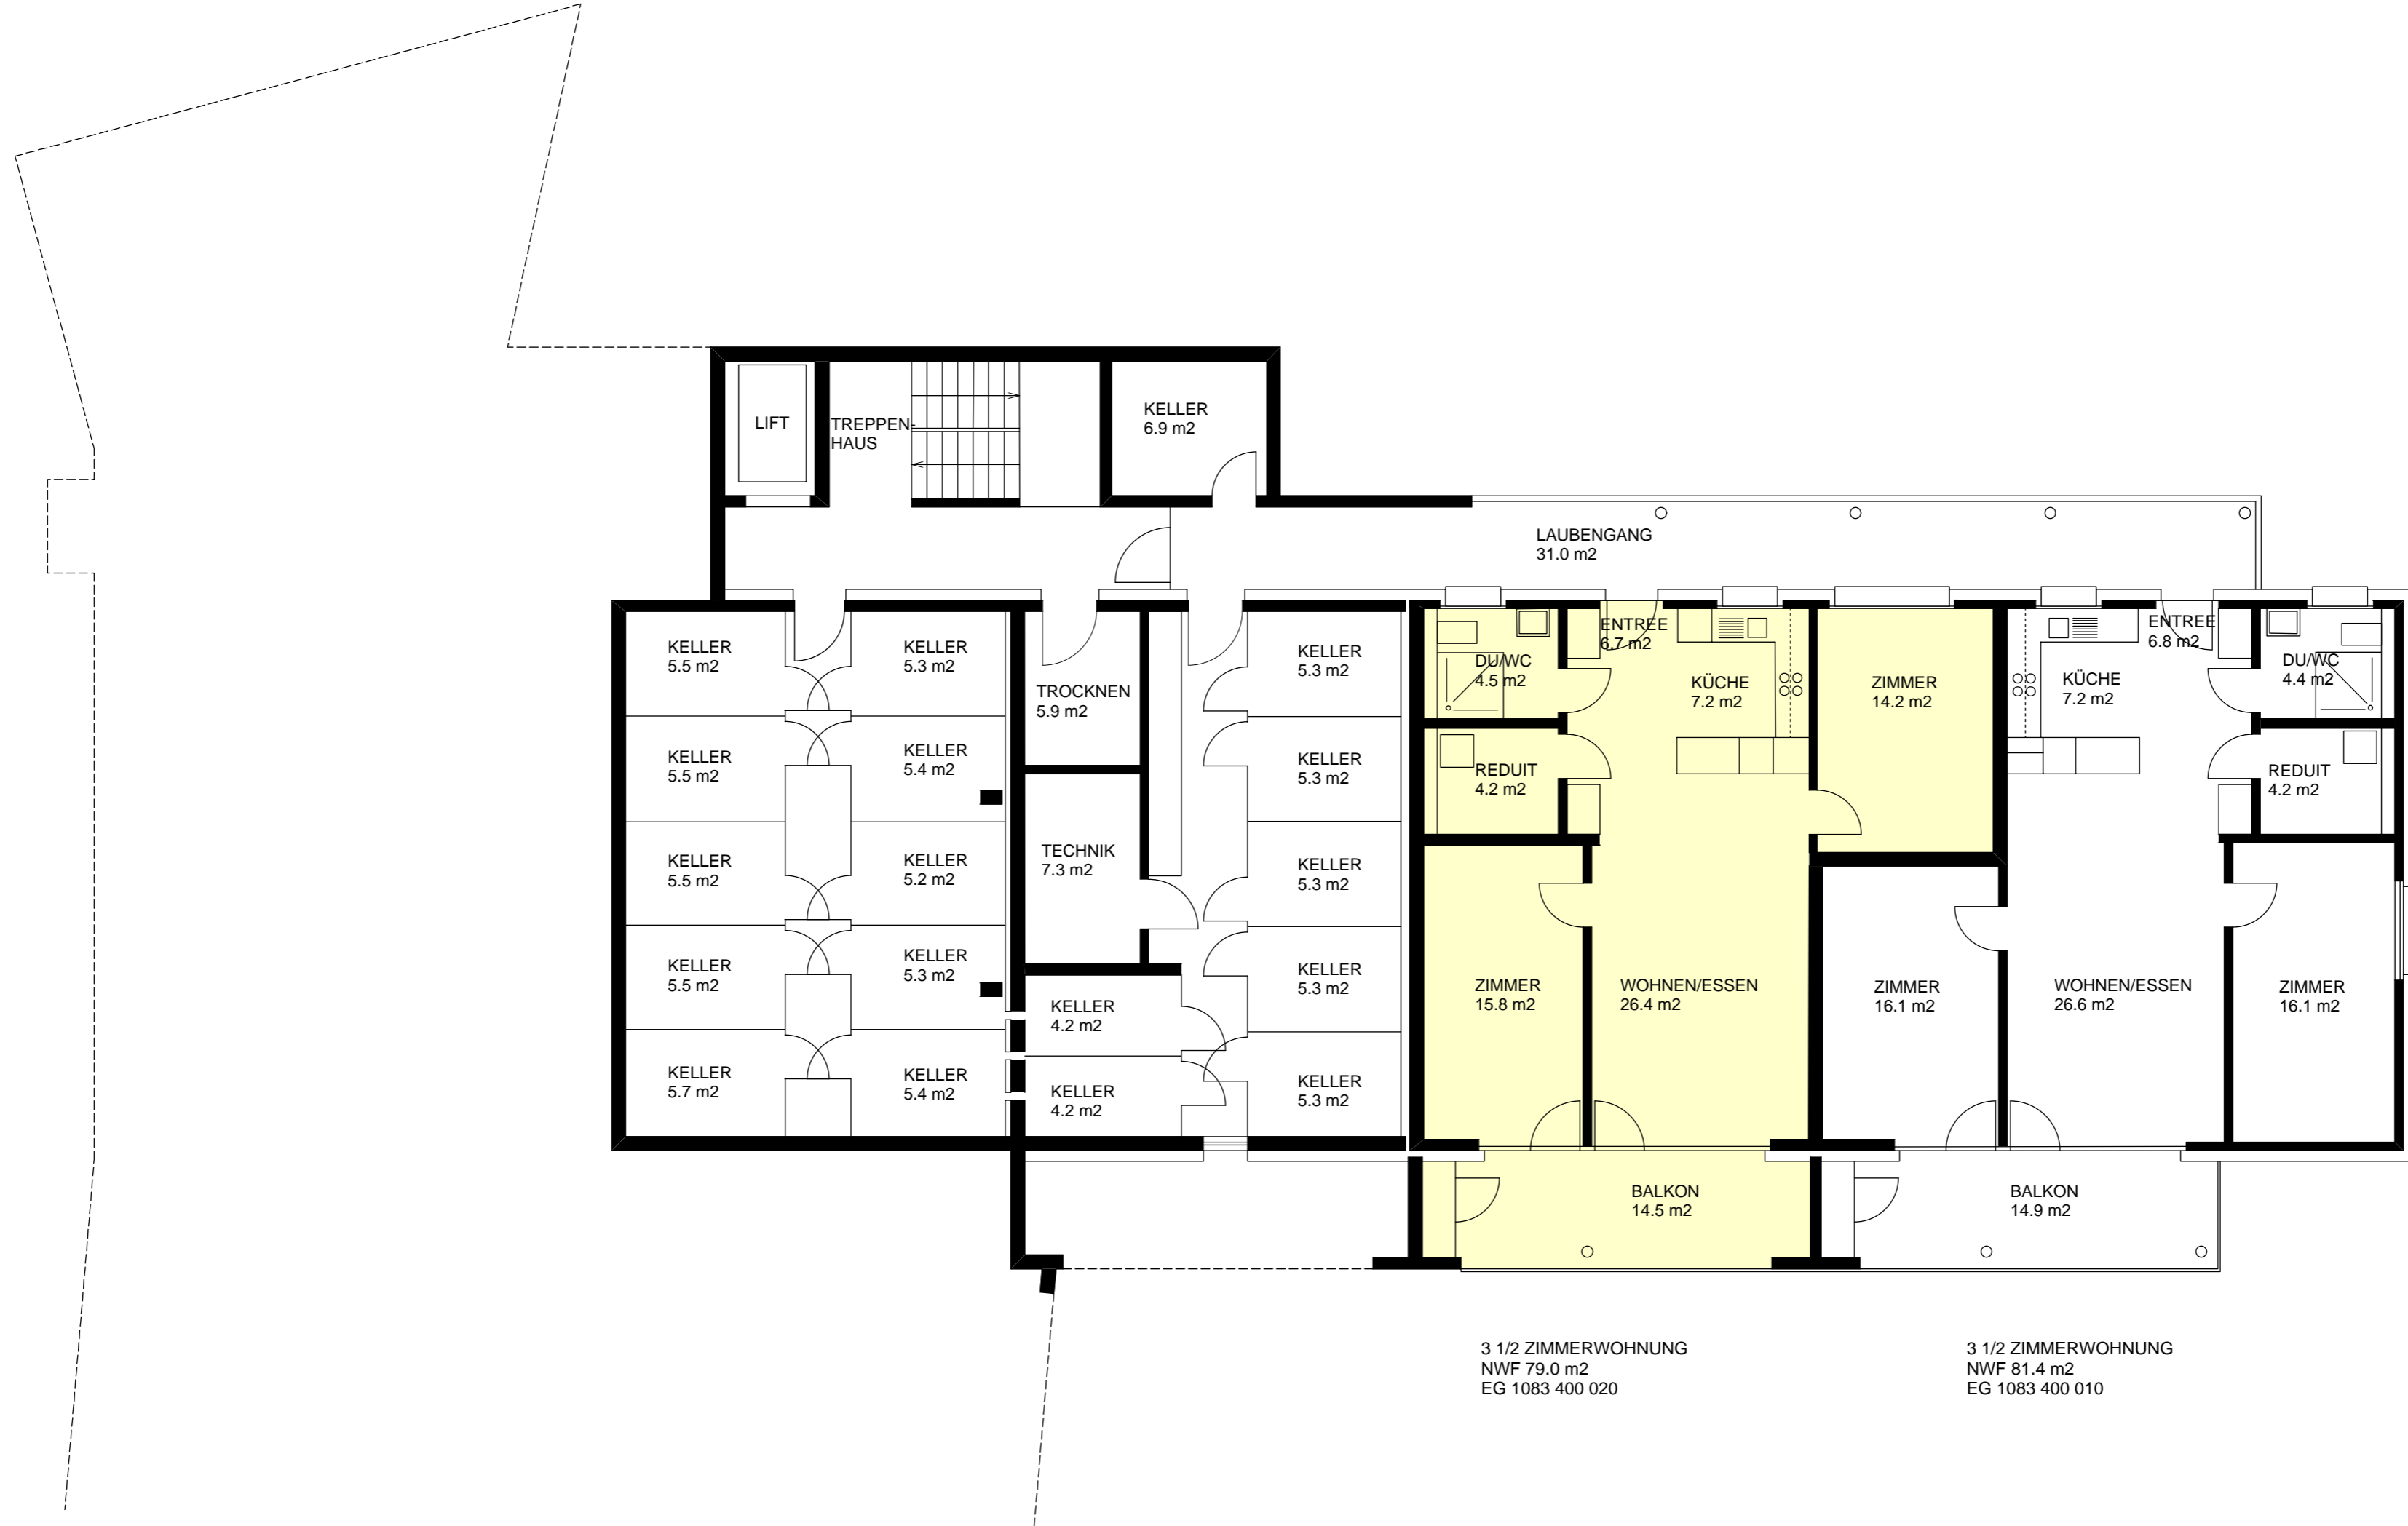 LIFT
TREPPEN-
HAUS
KELLER
6.9 m2
LAUBENGANG
31.0 m2
KELLER
5.5 m2
KELLER
5.3 m2
TROCKNEN
5.9 m2
KELLER
5.3 m2
DU/WC
4.5 m2
ENTREE
6.7 m2
KÜCHE
7.2 m2
ZIMMER
14.2 m2
KÜCHE
7.2 m2
ENTREE
6.8 m2
DU/WC
4.4 m2
KELLER
5.5 m2
KELLER
5.4 m2
KELLER
5.3 m2
REDUIT
4.2 m2
REDUIT
4.2 m2
KELLER
5.5 m2
KELLER
5.2 m2
TECHNIK
7.3 m2
KELLER
5.3 m2
KELLER
5.5 m2
KELLER
5.3 m2
KELLER
4.2 m2
KELLER
5.3 m2
ZIMMER
15.8 m2
WOHNEN/ESSEN
26.4 m2
ZIMMER
16.1 m2
WOHNEN/ESSEN
26.6 m2
ZIMMER
16.1 m2
KELLER
5.7 m2
KELLER
5.4 m2
KELLER
4.2 m2
KELLER
5.3 m2
BALKON
14.5 m2
BALKON
14.9 m2
3 1/2 ZIMMERWOHNUNG
NWF 79.0 m2
EG 1083 400 020
3 1/2 ZIMMERWOHNUNG
NWF 81.4 m2
EG 1083 400 010